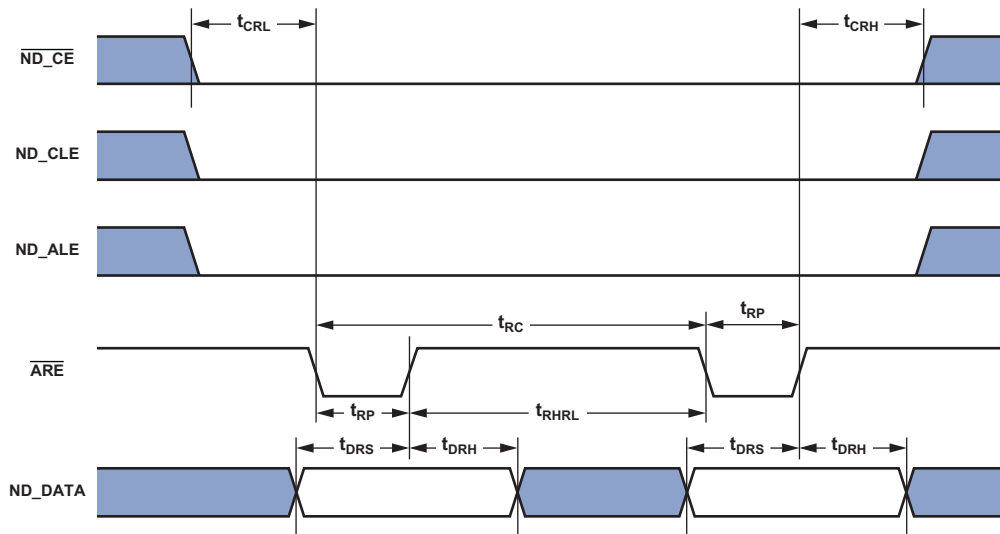 tCRL
tCRH
ND_CE
ND_CLE
ND_ALE
tRC
tRP
ARE
tRP
tRHRL
tDRS
tDRH
tDRS
tDRH
ND_DATA